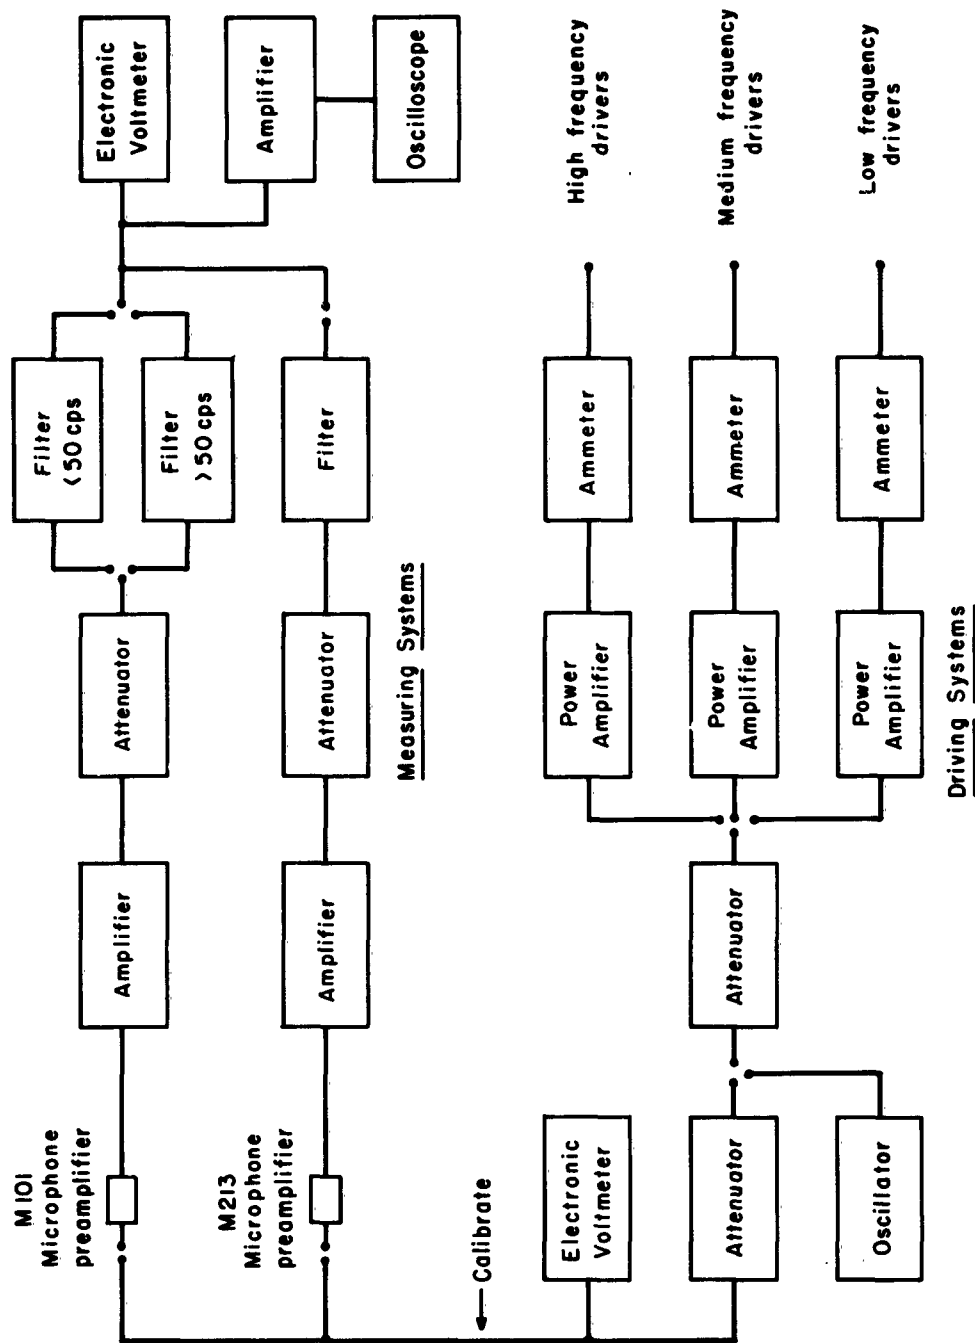 M101
Microphone
preamplifier
Amplifier
Attenuator
Filter
<50 cps
Filter
>50 cps
Electronic
Voltmeter
Amplifier
Oscilloscope
M213
Microphone
preamplifier
Amplifier
Attenuator
Filter
Measuring Systems
Calibrate
Electronic
Voltmeter
Attenuator
Oscillator
Attenuator
Power
Amplifier
Ammeter
High frequency
drivers
Power
Amplifier
Ammeter
Medium frequency
drivers
Power
Amplifier
Ammeter
Low frequency
drivers
Driving Systems